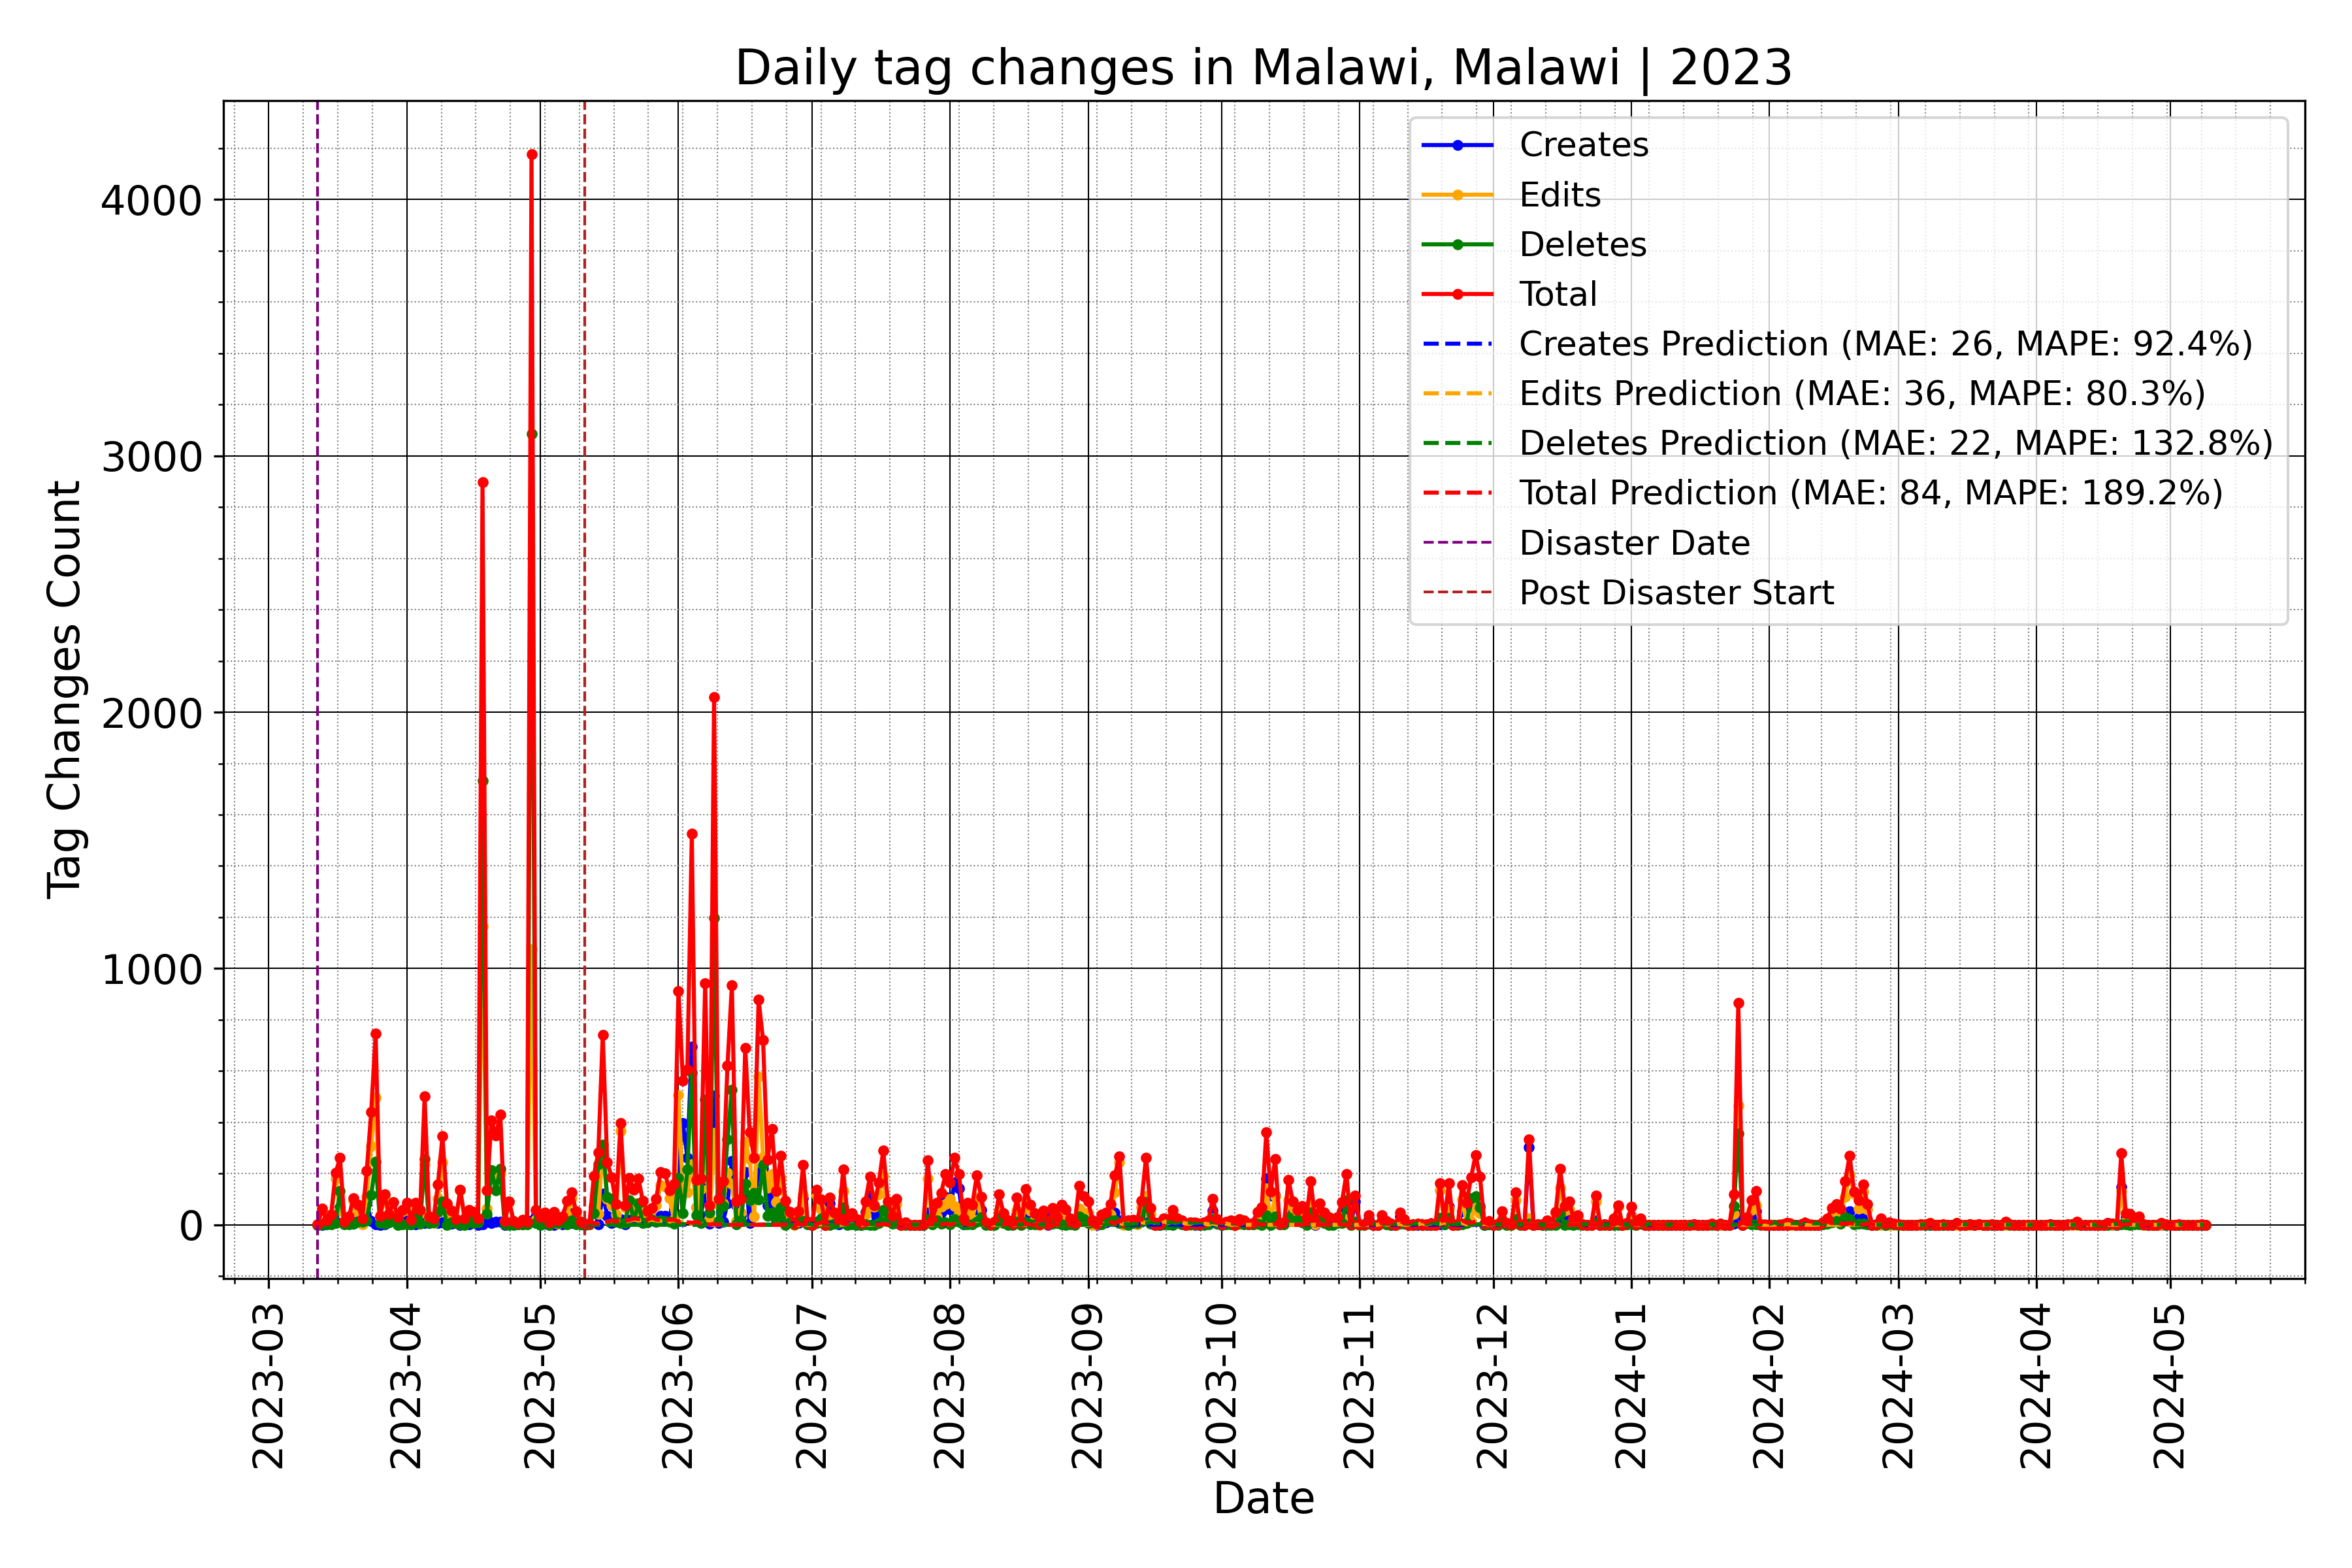 Daily tag changes in Malawi, Malawi | 2023
Creates
Edits
Deletes
Total
Creates Prediction (MAE: 26, MAPE: 92.4%)
Edits Prediction (MAE: 36, MAPE: 80.3%)
Deletes Prediction (MAE: 22, MAPE: 132.8%)
Total Prediction (MAE: 84, MAPE: 189.2%)
Disaster Date
Post Disaster Start
Tag Changes Count
4000
3000
2000
1000
0
2023-03
2023-04
2023-05
2023-06
2023-07
2023-08
2023-09
2023-10
2023-11
2023-12
2024-01
2024-02
2024-03
2024-04
2024-05
Date